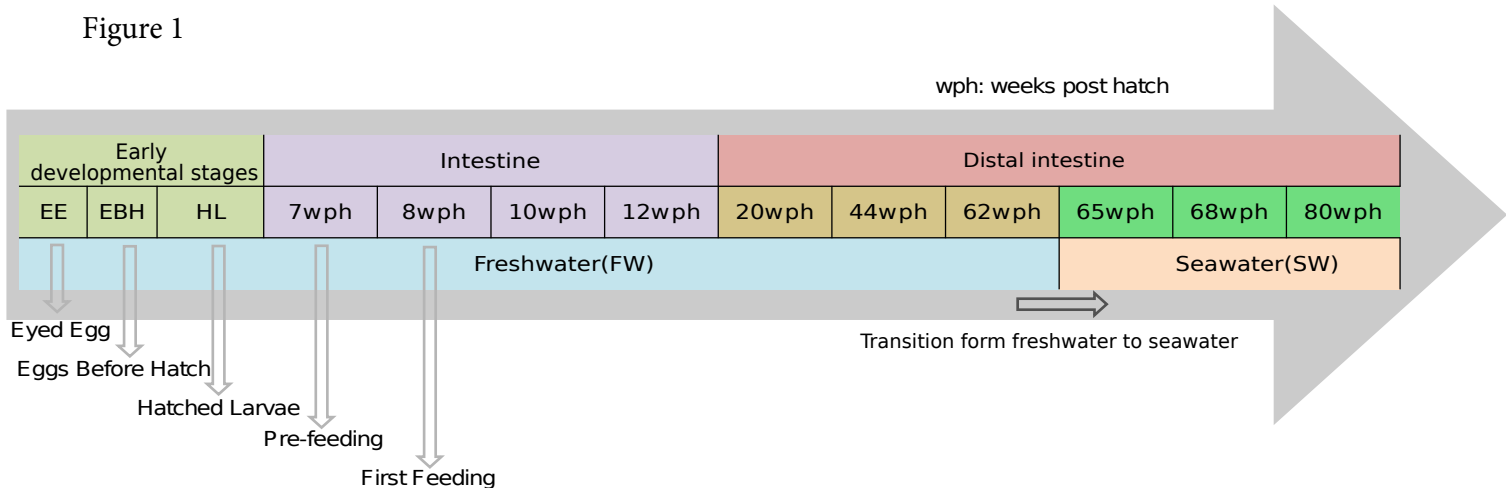 Figure 1
wph: weeks post hatch
Early
developmental stages
Intestine
Distal intestine
EE EBH HL 7wph 8wph 10wph 12wph 20wph 44wph 62wph 65wph 68wph 80wph
Freshwater(FW) Seawater(SW)
Eyed Egg
Transition form freshwater to seawater
Eggs Before Hatch
Hatched Larvae
Pre-feeding
First Feeding